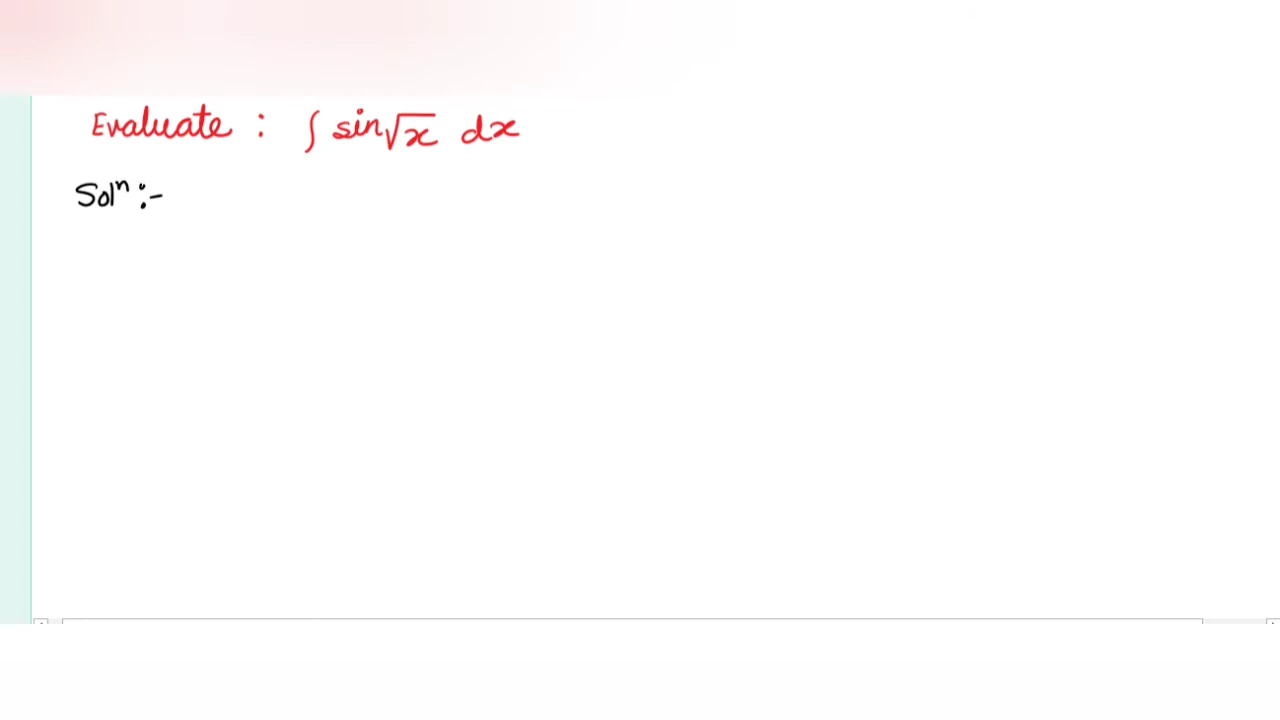 Evaluate : ∫ sin√x dx
Solⁿ :-